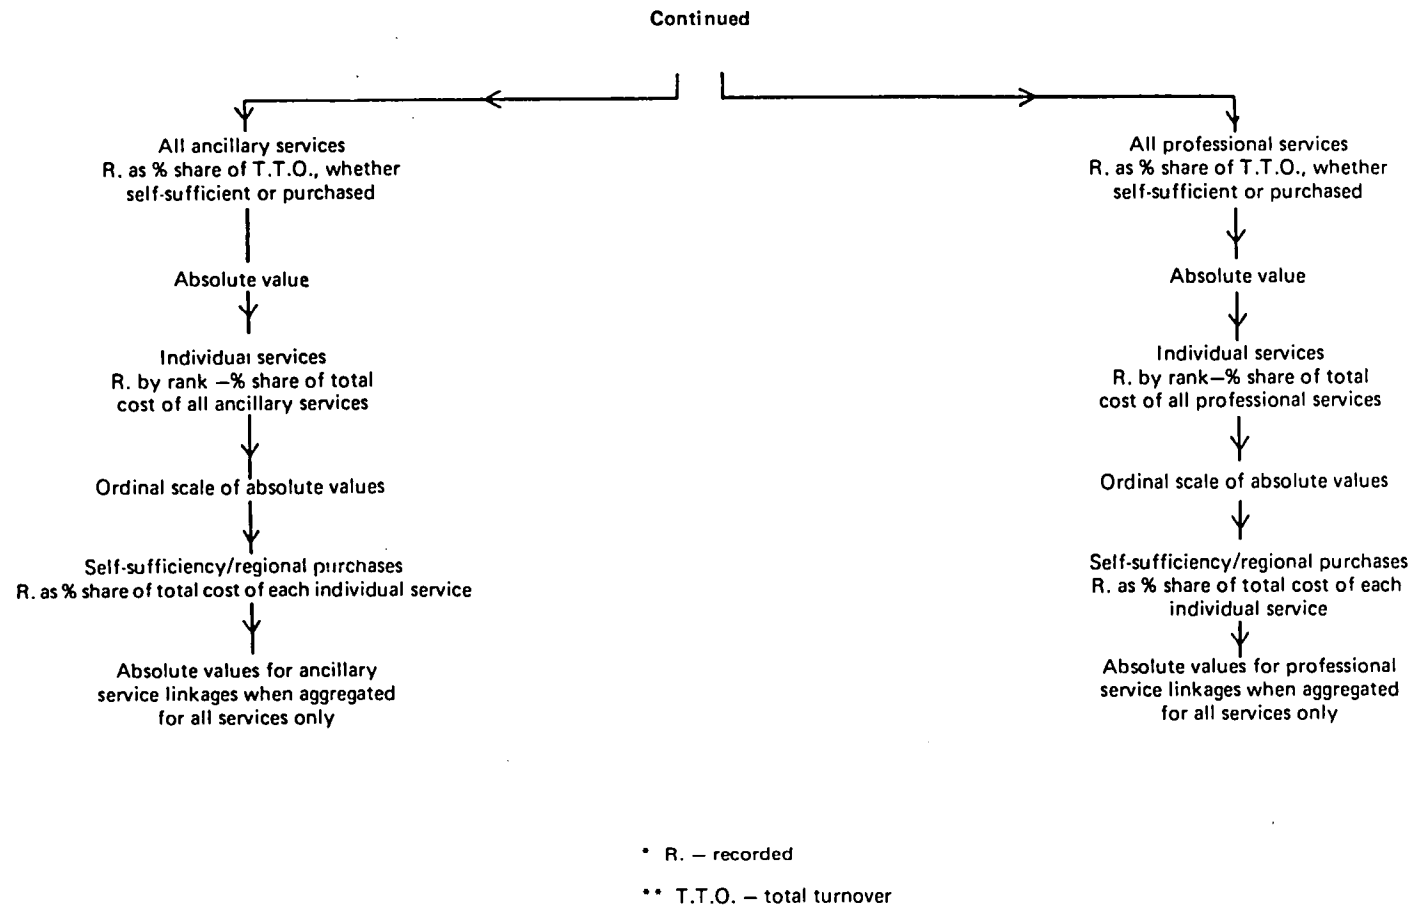 Continued
All ancillary services
R. as % share of T.T.O., whether
self-sufficient or purchased
Absolute value
Individual services
R. by rank –% share of total
cost of all ancillary services
Ordinal scale of absolute values
Self-sufficiency/regional purchases
R. as % share of total cost of each individual service
Absolute values for ancillary
service linkages when aggregated
for all services only
All professional services
R. as % share of T.T.O., whether
self-sufficient or purchased
Absolute value
Individual services
R. by rank–% share of total
cost of all professional services
Ordinal scale of absolute values
Self-sufficiency/regional purchases
R. as % share of total cost of each
individual service
Absolute values for professional
service linkages when aggregated
for all services only
* R. – recorded
** T.T.O. – total turnover